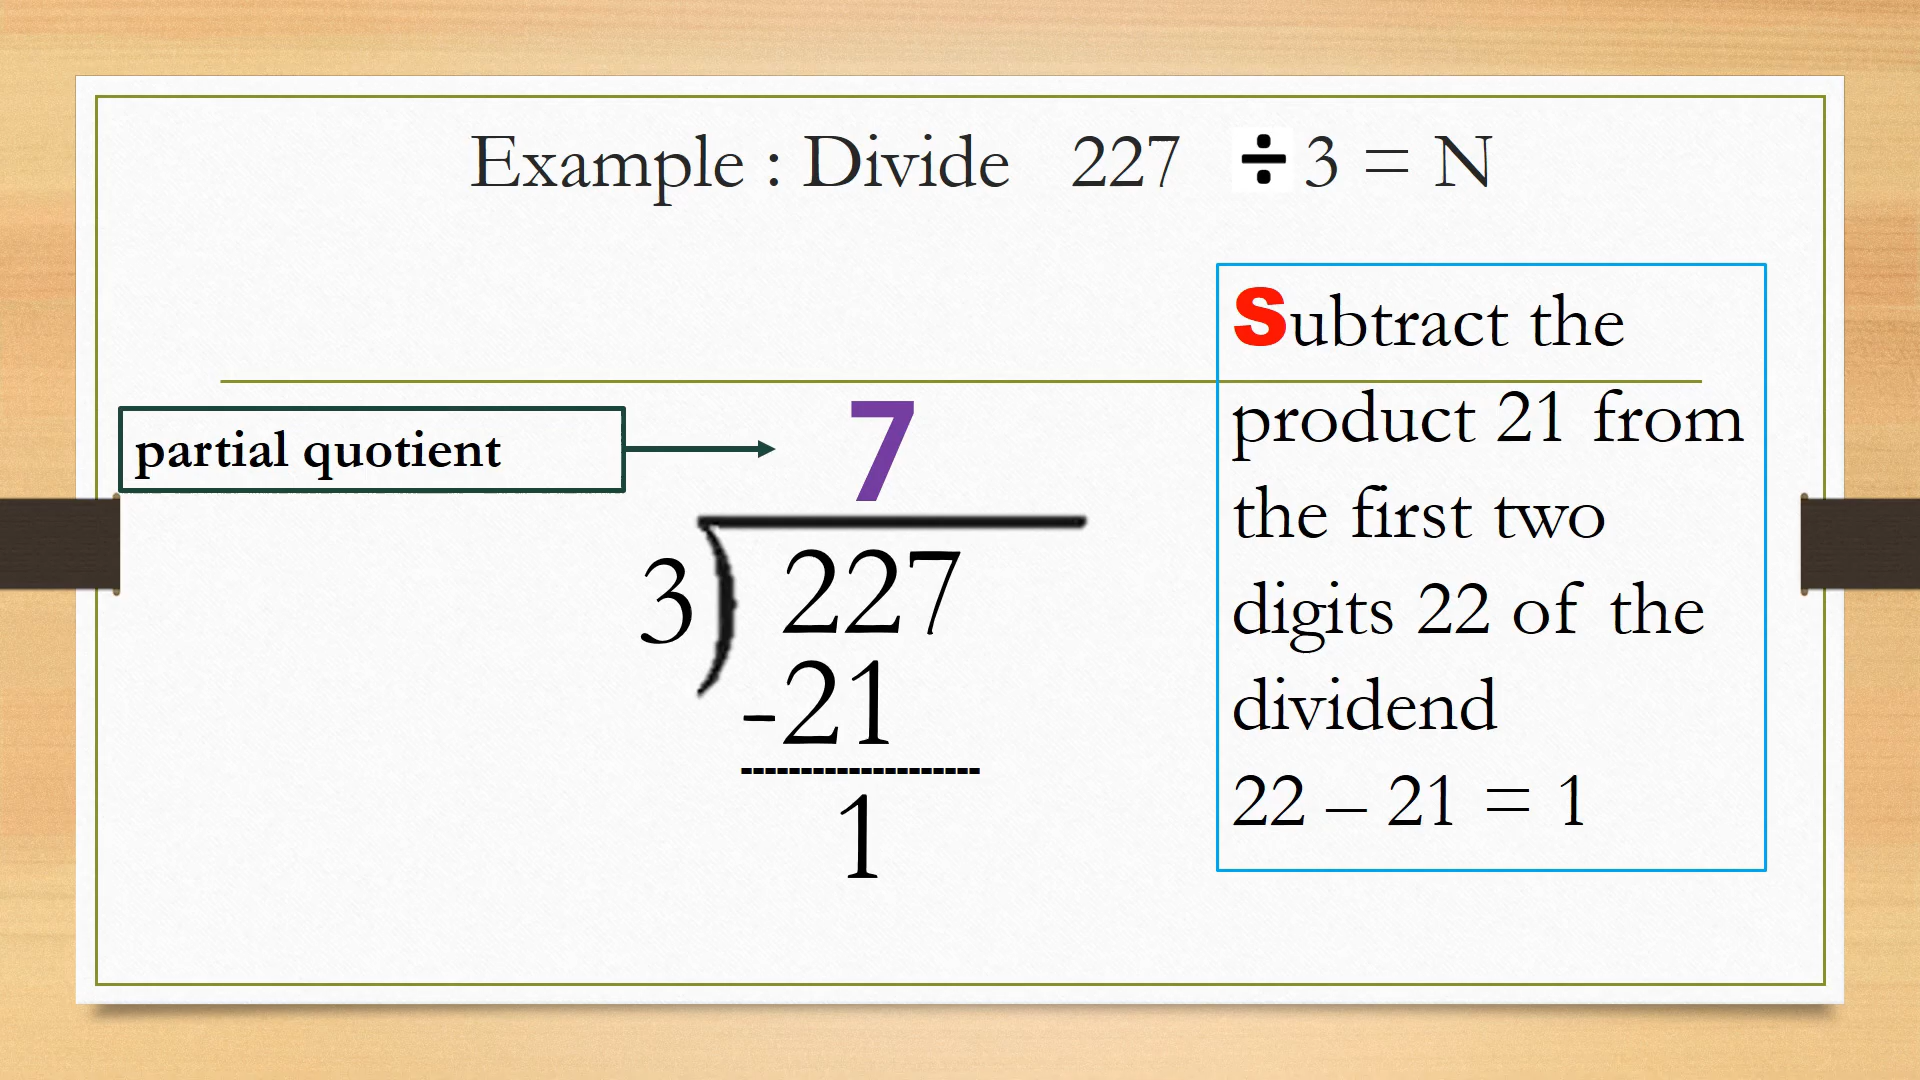 Example : Divide 227 ÷ 3 = N
partial quotient
7
3) 227
-21
--------------------
1
Subtract the
product 21 from
the first two
digits 22 of the
dividend
22 – 21 = 1